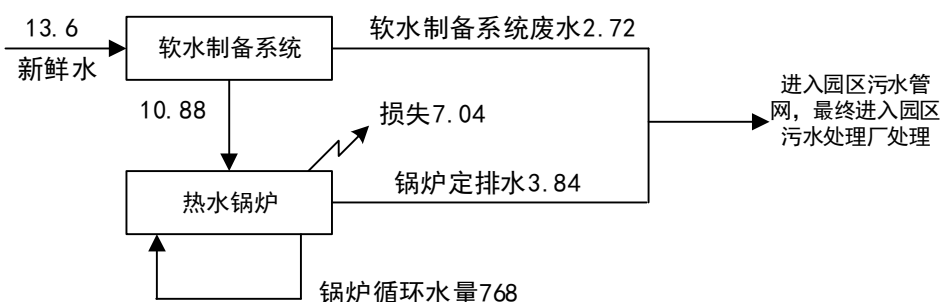 13.6
新鲜水
软水制备系统
软水制备系统废水2.72
10.88
损失7.04
热水锅炉
锅炉定排水3.84
锅炉循环水量768
进入园区污水管
网，最终进入园区
污水处理厂处理